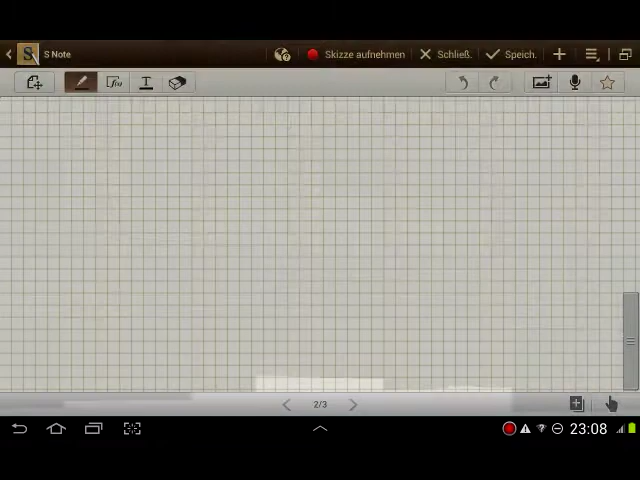 S Note
Skizze aufnehmen
Schließ.
Speich.
f(x)
T
2/3
23:08